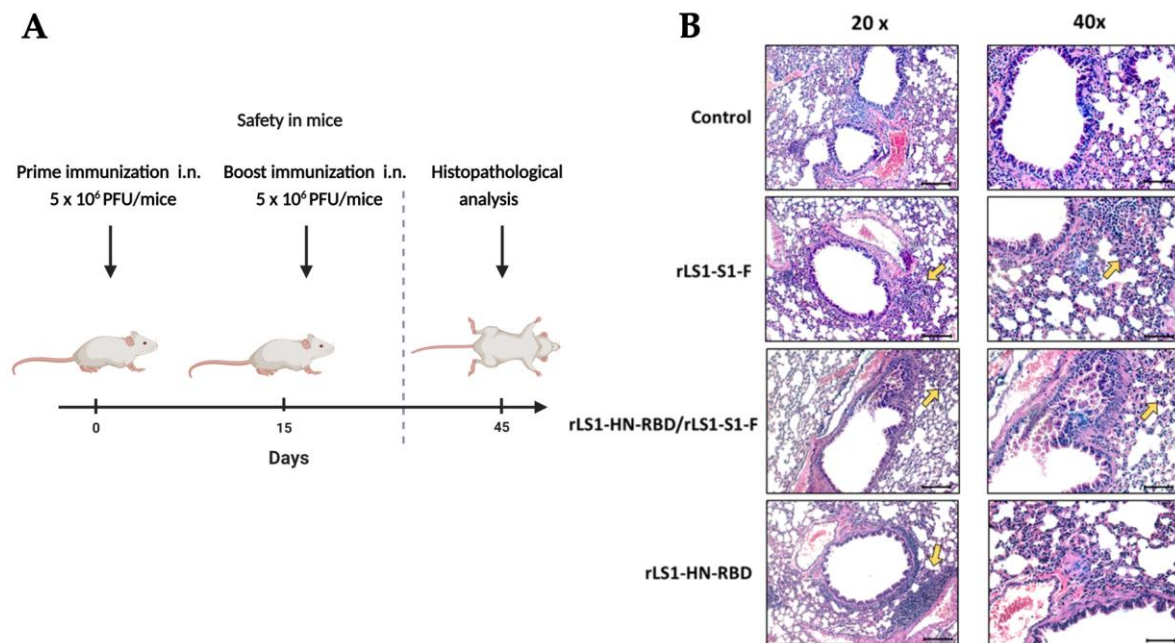 A
Safety in mice
Prime immunization i.n.
5 x 10⁶ PFU/mice
Boost immunization i.n.
5 x 10⁶ PFU/mice
Histopathological
analysis
0
15
45
Days
B
20 x
40x
Control
rLS1-S1-F
rLS1-HN-RBD/rLS1-S1-F
rLS1-HN-RBD